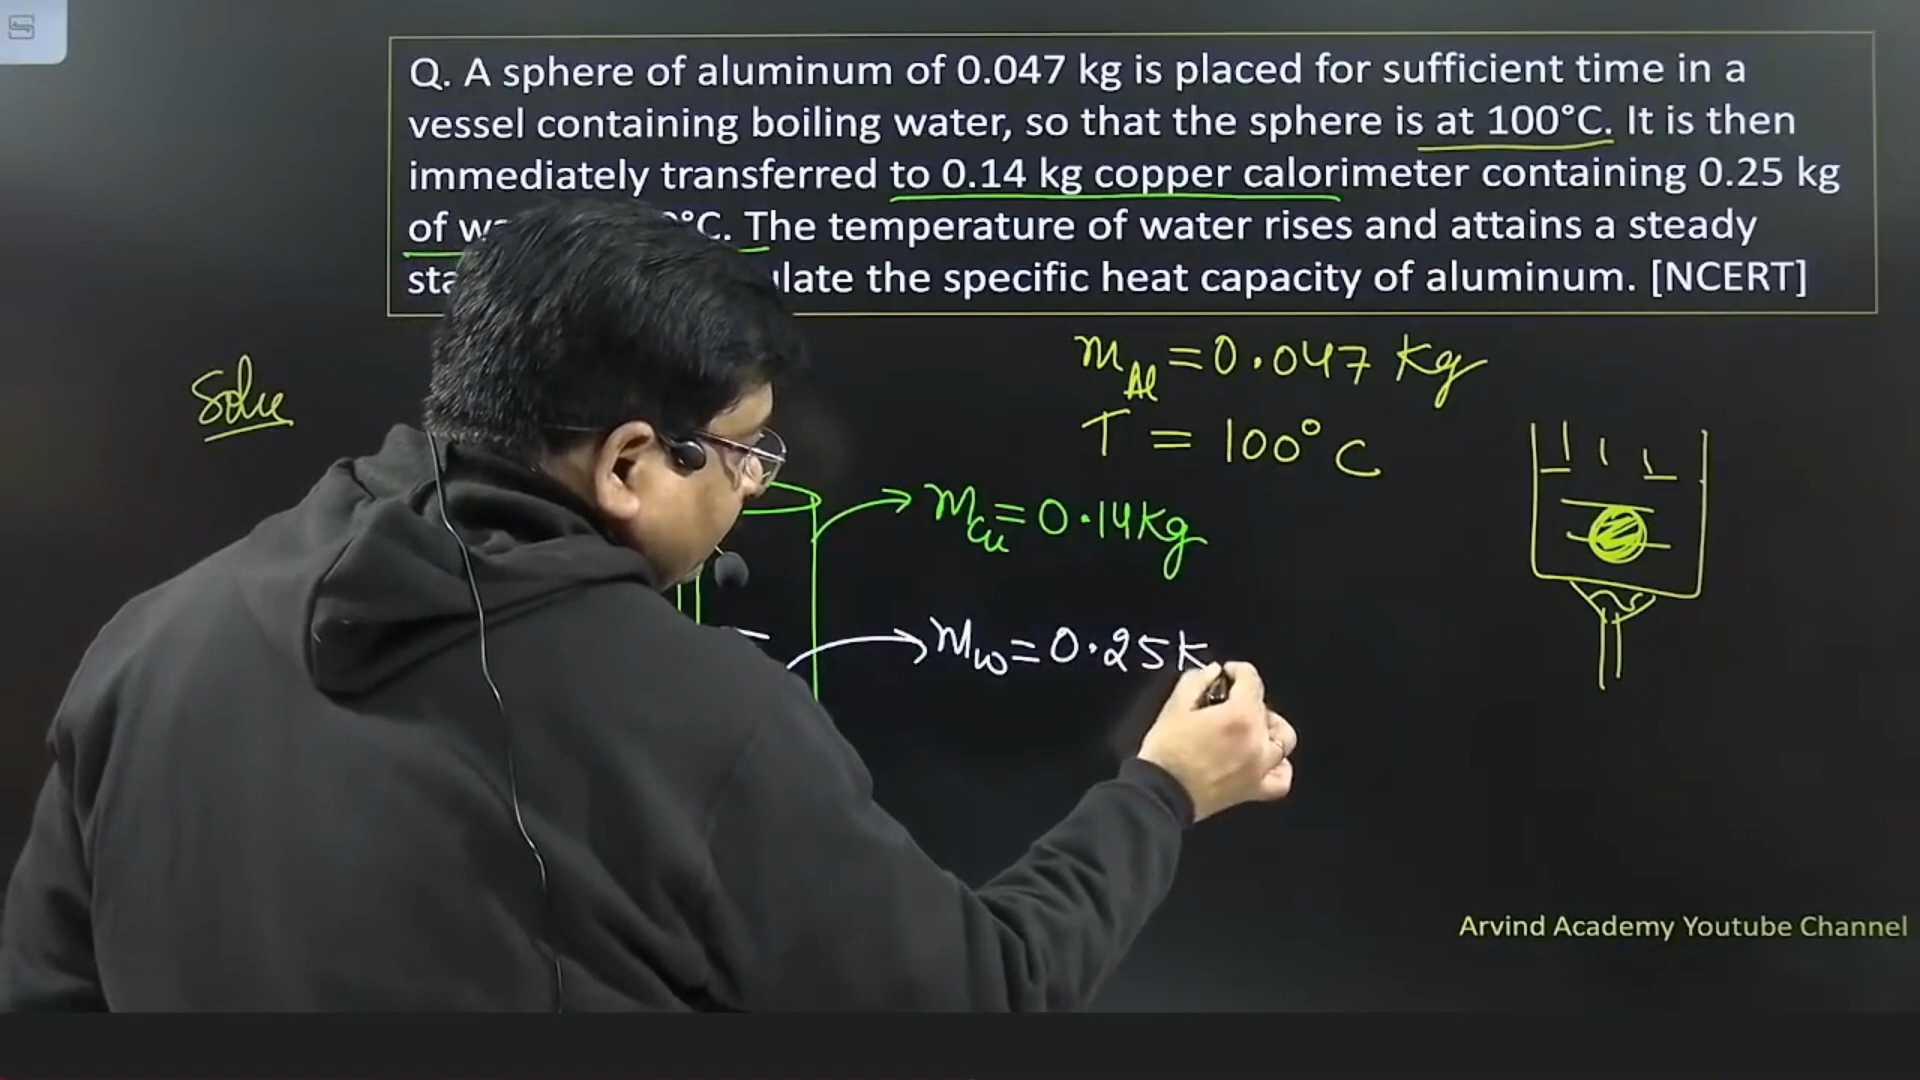 Q. A sphere of aluminum of 0.047 kg is placed for sufficient time in a
vessel containing boiling water, so that the sphere is at 100°C. It is then
immediately transferred to 0.14 kg copper calorimeter containing 0.25 kg
of °C. The temperature of water rises and attains a steady
the specific heat capacity of aluminum. [NCERT]
Solu
m_Al = 0.047 Kg
T = 100° C
m_Cu = 0.14 Kg
m_w = 0.25 K
Arvind Academy Youtube Channel